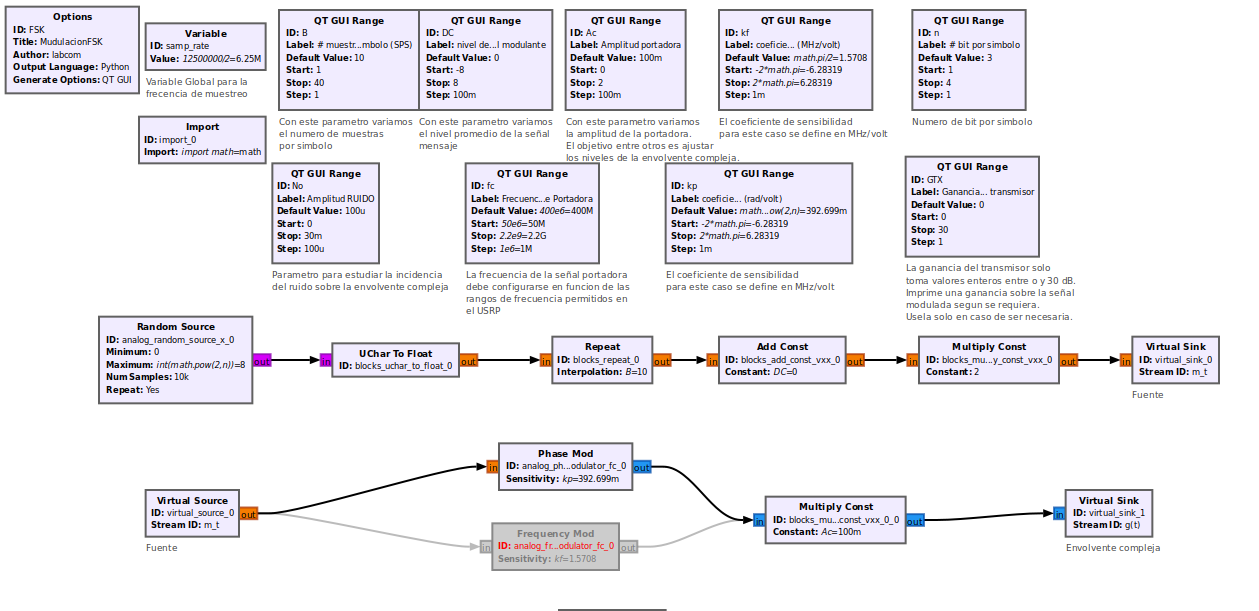 Options
ID: FSK
Title: MudulacionFSK
Author: labcom
Output Language: Python
Generate Options: QT GUI
Variable
ID: samp_rate
Value: 12500000/2=6.25M
Variable Global para la
frecencia de muestreo
Import
ID: import_0
Import: import math=math
QT GUI Range
ID: B
Label: # muestr...mbolo (SPS)
Default Value: 10
Start: 1
Stop: 40
Step: 1
Con este parametro variamos
el numero de muestras
por simbolo
QT GUI Range
ID: DC
Label: nivel de...l modulante
Default Value: 0
Start: -8
Stop: 8
Step: 100m
Con este parametro variamos
el nivel promedio de la señal
mensaje
QT GUI Range
ID: Ac
Label: Amplitud portadora
Default Value: 100m
Start: 0
Stop: 2
Step: 100m
Con este parametro variamos
la amplitud de la portadora.
El objetivo entre otros es ajustar
los niveles de la envolvente compleja.
QT GUI Range
ID: kf
Label: coeficie... (MHz/volt)
Default Value: math.pi/2=1.5708
Start: -2*math.pi=-6.28319
Stop: 2*math.pi=6.28319
Step: 1m
El coeficiente de sensibilidad
para este caso se define en MHz/volt
QT GUI Range
ID: n
Label: # bit por simbolo
Default Value: 3
Start: 1
Stop: 4
Step: 1
Numero de bit por simbolo
QT GUI Range
ID: No
Label: Amplitud RUIDO
Default Value: 100u
Start: 0
Stop: 30m
Step: 100u
Parametro para estudiar la incidencia
del ruido sobre la envolvente compleja
QT GUI Range
ID: fc
Label: Frecuenc...e Portadora
Default Value: 400e6=400M
Start: 50e6=50M
Stop: 2.2e9=2.2G
Step: 1e6=1M
La frecuencia de la señal portadora
debe configurarse en funcion de las
rangos de frecuencia permitidos en
el USRP
QT GUI Range
ID: kp
Label: coeficie... (rad/volt)
Default Value: math...ow(2,n)=392.699m
Start: -2*math.pi=-6.28319
Stop: 2*math.pi=6.28319
Step: 1m
El coeficiente de sensibilidad
para este caso se define en MHz/volt
QT GUI Range
ID: GTX
Label: Ganancia... transmisor
Default Value: 0
Start: 0
Stop: 30
Step: 1
La ganancia del transmisor solo
toma valores enteros entre o y 30 dB.
Imprime una ganancia sobre la señal
modulada segun se requiera.
Usela solo en caso de ser necesaria.
Random Source
ID: analog_random_source_x_0
Minimum: 0
Maximum: int(math.pow(2,n))=8
Num Samples: 10k
Repeat: Yes
out
in
UChar To Float
ID: blocks_uchar_to_float_0
out
in
Repeat
ID: blocks_repeat_0
Interpolation: B=10
out
in
Add Const
ID: blocks_add_const_vxx_0
Constant: DC=0
out
in
Multiply Const
ID: blocks_mu...y_const_vxx_0
Constant: 2
out
in
Virtual Sink
ID: virtual_sink_0
Stream ID: m_t
Fuente
Virtual Source
ID: virtual_source_0
Stream ID: m_t
out
Fuente
in
Phase Mod
ID: analog_ph...odulator_fc_0
Sensitivity: kp=392.699m
out
in
Frequency Mod
ID: analog_fr...odulator_fc_0
Sensitivity: kf=1.5708
out
in
Multiply Const
ID: blocks_mu...const_vxx_0_0
Constant: Ac=100m
out
in
Virtual Sink
ID: virtual_sink_1
Stream ID: g(t)
Envolvente compleja